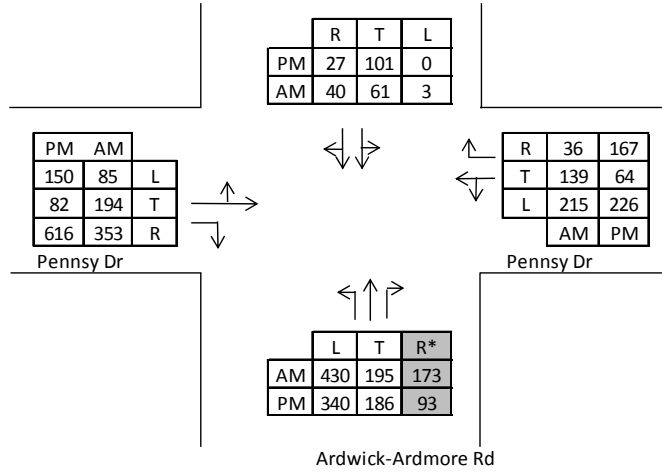 R T L
PM 27 101 0
AM 40 61 3
PM AM
150 85 L
82 194 T
616 353 R
Pennsy Dr
R 36 167
T 139 64
L 215 226
AM PM
Pennsy Dr
L T R*
AM 430 195 173
PM 340 186 93
Ardwick-Ardmore Rd